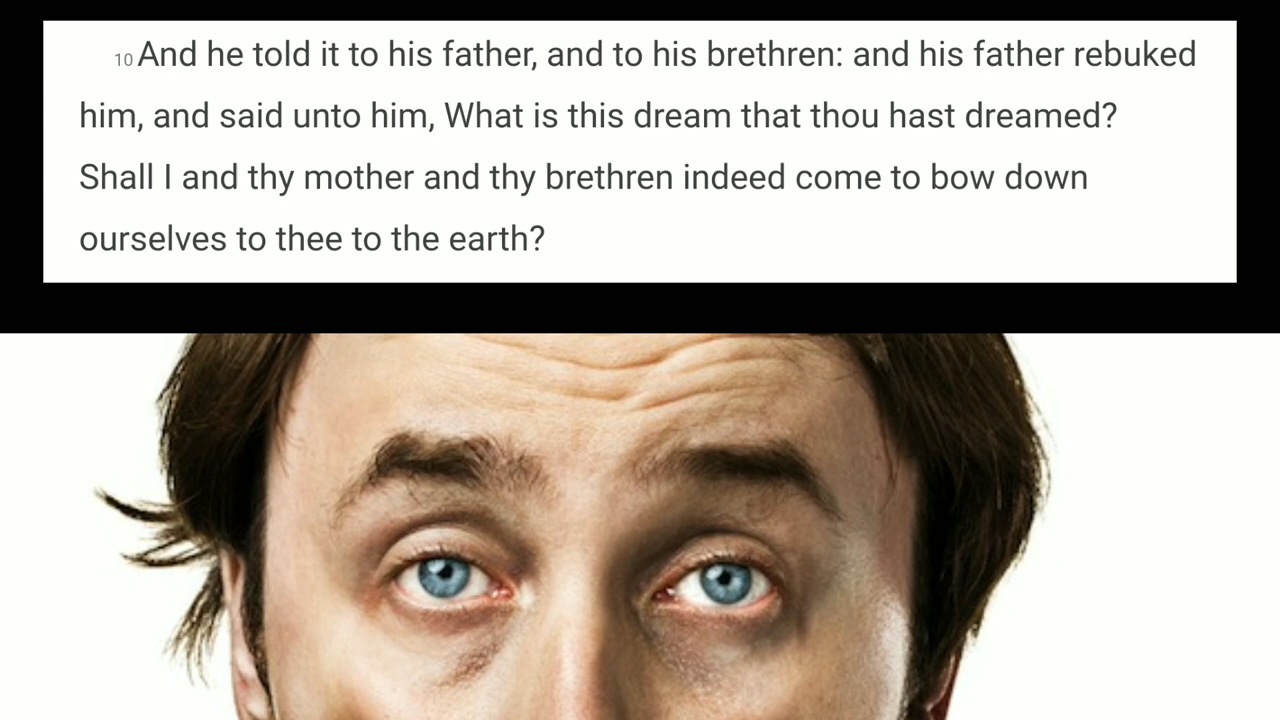 10 And he told it to his father, and to his brethren: and his father rebuked
him, and said unto him, What is this dream that thou hast dreamed?
Shall I and thy mother and thy brethren indeed come to bow down
ourselves to thee to the earth?